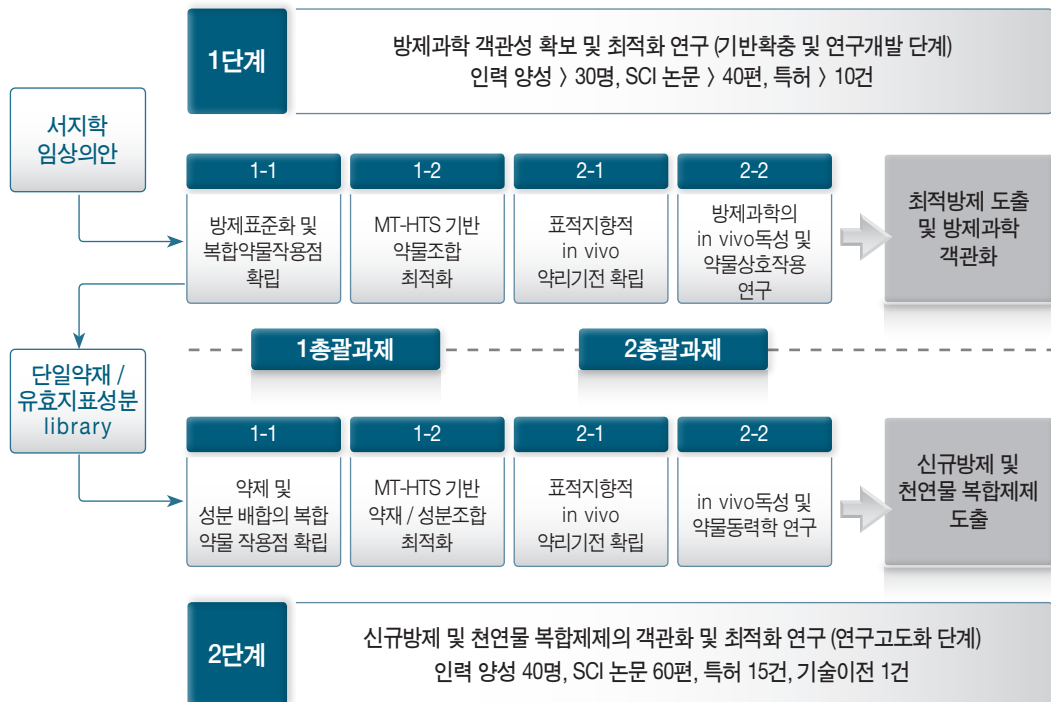 1단계
방제과학 객관성 확보 및 최적화 연구 (기반확충 및 연구개발 단계)
인력 양성 > 30명, SCI 논문 > 40편, 특허 > 10건
서지학
임상의안
1-1
방제표준화 및
복합약물작용점
확립
1-2
MT-HTS 기반
약물조합
최적화
2-1
표적지향적
in vivo
약리기전 확립
2-2
방제과학의
in vivo독성 및
약물상호작용
연구
최적방제 도출
및 방제과학
객관화
1총괄과제
2총괄과제
단일약재 /
유효지표성분
library
1-1
약제 및
성분 배합의 복합
약물 작용점 확립
1-2
MT-HTS 기반
약재 / 성분조합
최적화
2-1
표적지향적
in vivo
약리기전 확립
2-2
in vivo독성 및
약물동력학 연구
신규방제 및
천연물 복합제제
도출
2단계
신규방제 및 천연물 복합제제의 객관화 및 최적화 연구 (연구고도화 단계)
인력 양성 40명, SCI 논문 60편, 특허 15건, 기술이전 1건